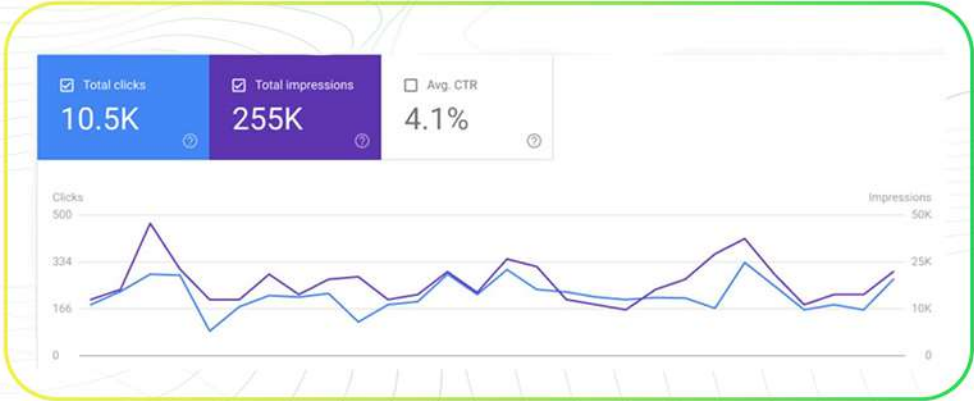 Total clicks
10.5K
Total impressions
255K
Avg. CTR
4.1%
Clicks Impressions
500 50K
334 25K
166 10K
0 0